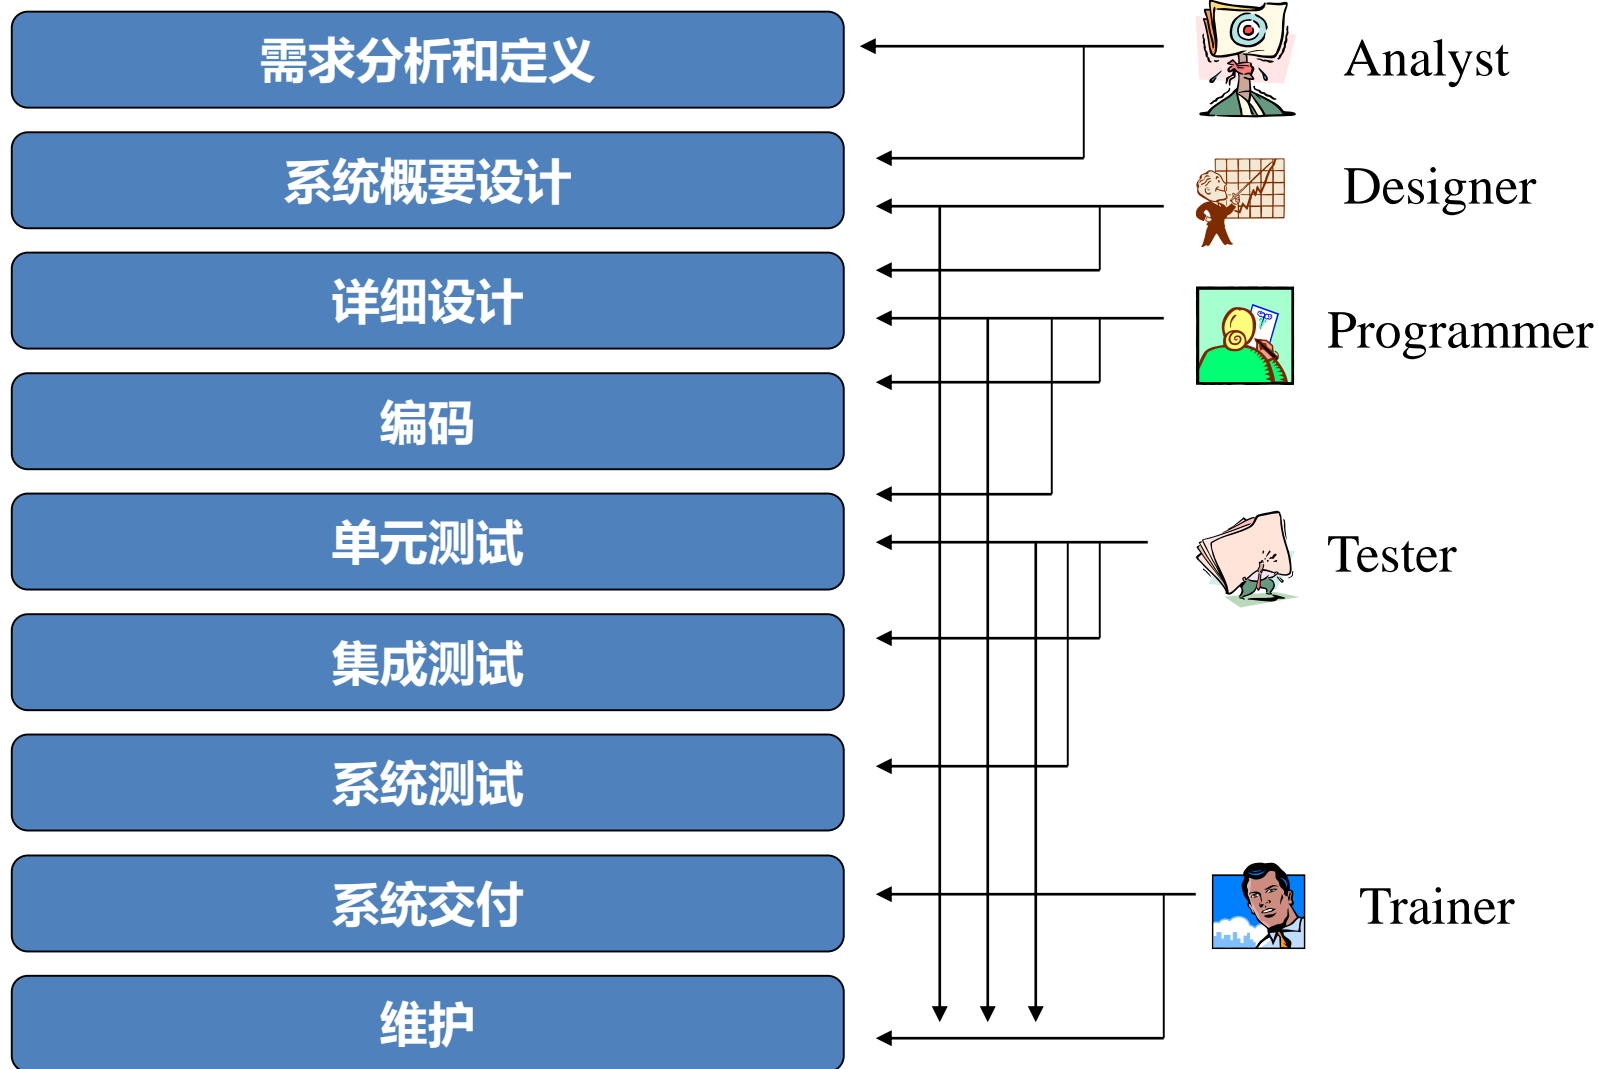 需求分析和定义
Analyst
系统概要设计
Designer
详细设计
Programmer
编码
单元测试
Tester
集成测试
系统测试
系统交付
Trainer
维护